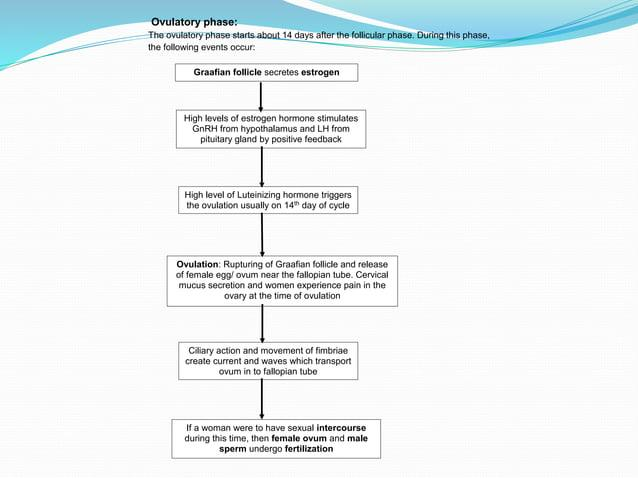 Ovulatory phase:
The ovulatory phase starts about 14 days after the follicular phase. During this phase,
the following events occur:
Graafian follicle secretes estrogen
High levels of estrogen hormone stimulates
GnRH from hypothalamus and LH from
pituitary gland by positive feedback
High level of Luteinizing hormone triggers
the ovulation usually on 14th day of cycle
Ovulation: Rupturing of Graafian follicle and release
of female egg/ ovum near the fallopian tube. Cervical
mucus secretion and women experience pain in the
ovary at the time of ovulation
Ciliary action and movement of fimbriae
create current and waves which transport
ovum in to fallopian tube
If a woman were to have sexual intercourse
during this time, then female ovum and male
sperm undergo fertilization